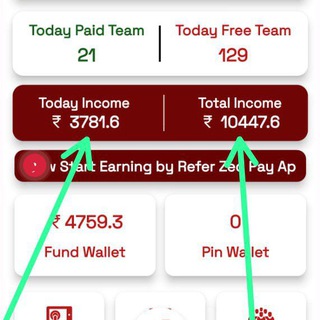 Today Paid Team
Today Free Team
21
129
Today Income
Total Income
₹ 3781.6
₹ 10447.6
Start Earning by Refer Zed Pay Ap
₹ 4759.3
0
Fund Wallet
Pin Wallet